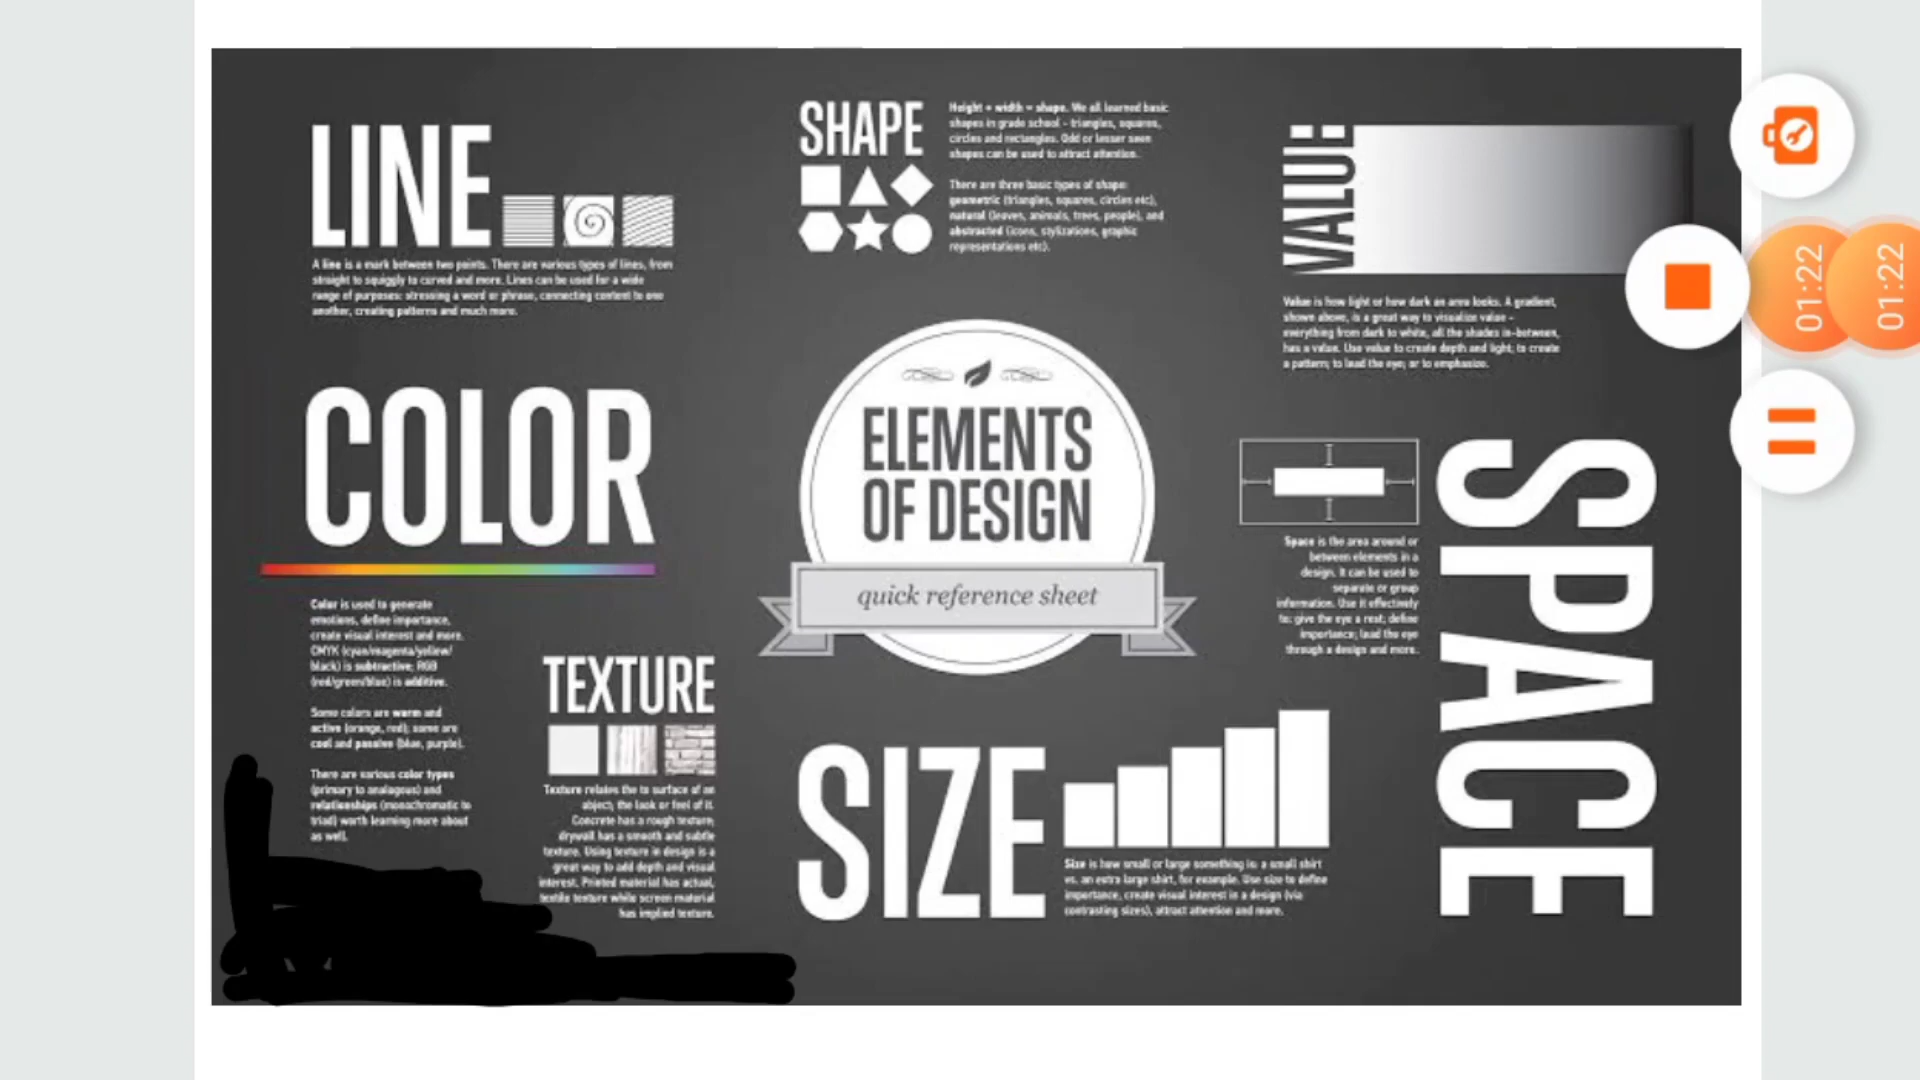 LINE
A line is a mark between two points. There are various types of lines, from
straight to squiggly to curved and more. Lines can be used for a wide
range of purposes: stressing a word or phrase, connecting content to one
another, creating patterns and much more.
SHAPE
Height + width = shape. We all learned basic
shapes in grade school - triangles, squares,
circles and rectangles. Odd or lesser seen
shapes can be used to attract attention.
There are three basic types of shape:
geometric (triangles, squares, circles etc),
natural (leaves, animals, trees, people), and
abstracted (icons, stylizations, graphic
representations etc).
VALUE
Value is how light or how dark an area looks. A gradient,
shown above, is a great way to visualize value -
everything from dark to white, all the shades in-between,
has a value. Use value to create depth and light; to create
a pattern; to lead the eye; or to emphasize.
01:22
01:22
COLOR
Color is used to generate
emotions, define importance,
create visual interest and more.
CMYK (cyan/magenta/yellow/
black) is subtractive; RGB
(red/green/blue) is additive.
Some colors are warm and
active (orange, red); some are
cool and passive (blue, purple).
There are various color types
(primary to analagous) and
relationships (monochromatic to
triad) worth learning more about
as well.
ELEMENTS
OF DESIGN
quick reference sheet
SPACE
Space is the area around or
between elements in a
design. It can be used to
separate or group
information. Use it effectively
to: give the eye a rest; define
importance; lead the eye
through a design and more.
TEXTURE
Texture relates the to surface of an
object; the look or feel of it.
Concrete has a rough texture;
drywall has a smooth and subtle
texture. Using texture in design is a
great way to add depth and visual
interest. Printed material has actual,
textile texture while screen material
has implied texture.
SIZE
Size is how small or large something is: a small shirt
vs. an extra large shirt, for example. Use size to define
importance, create visual interest in a design (via
contrasting sizes), attract attention and more.